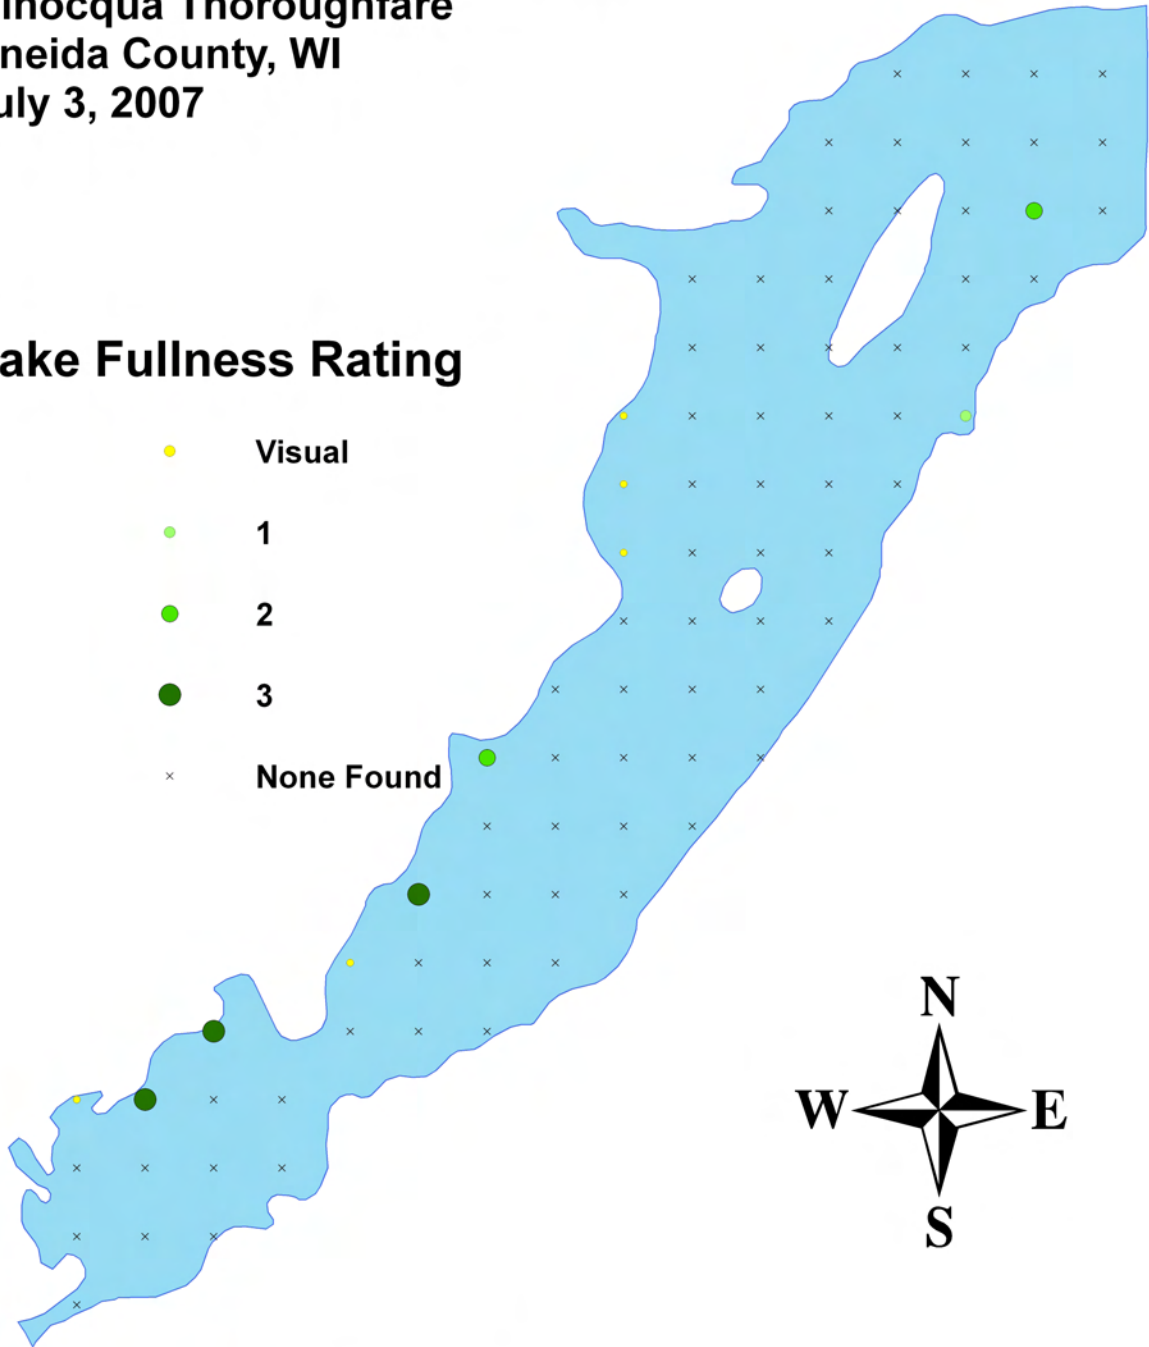 inocqua Thoroughfare
neida County, WI
uly 3, 2007
ake Fullness Rating
Visual
1
2
3
None Found
N
W E
S